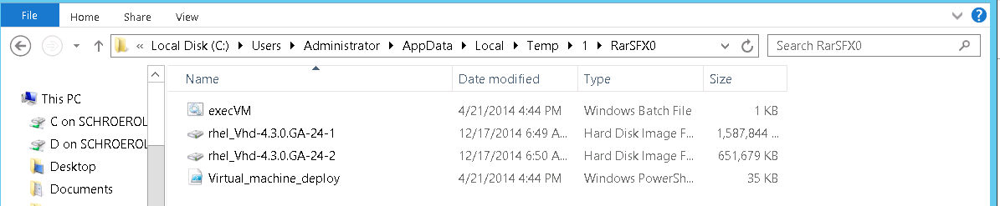 File Home Share View
« Local Disk (C:) Users Administrator AppData Local Temp 1 RarSFX0 Search RarSFX0
Name Date modified Type Size
This PC
C on SCHROEROL
D on SCHROEROL
Desktop
Documents
execVM 4/21/2014 4:44 PM Windows Batch File 1 KB
rhel_Vhd-4.3.0.GA-24-1 12/17/2014 6:49 A... Hard Disk Image F... 1,587,844 ...
rhel_Vhd-4.3.0.GA-24-2 12/17/2014 6:50 A... Hard Disk Image F... 651,679 KB
Virtual_machine_deploy 4/21/2014 4:44 PM Windows PowerSh... 35 KB